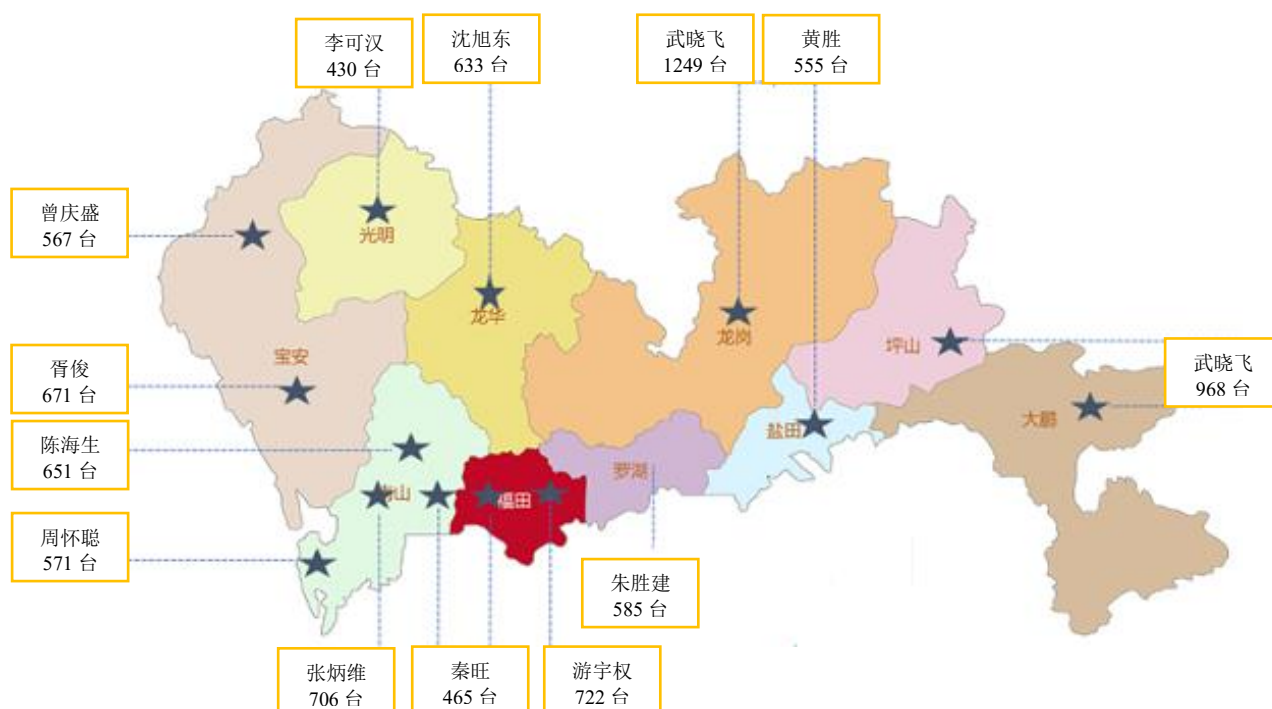 李可汉
430 台
沈旭东
633 台
武晓飞
1249 台
黄胜
555 台
曾庆盛
567 台
光明
龙华
龙岗
坪山
宝安
武晓飞
968 台
胥俊
671 台
大鹏
盐田
陈海生
651 台
罗湖
南山
福田
周怀聪
571 台
朱胜建
585 台
张炳维
706 台
秦旺
465 台
游宇权
722 台